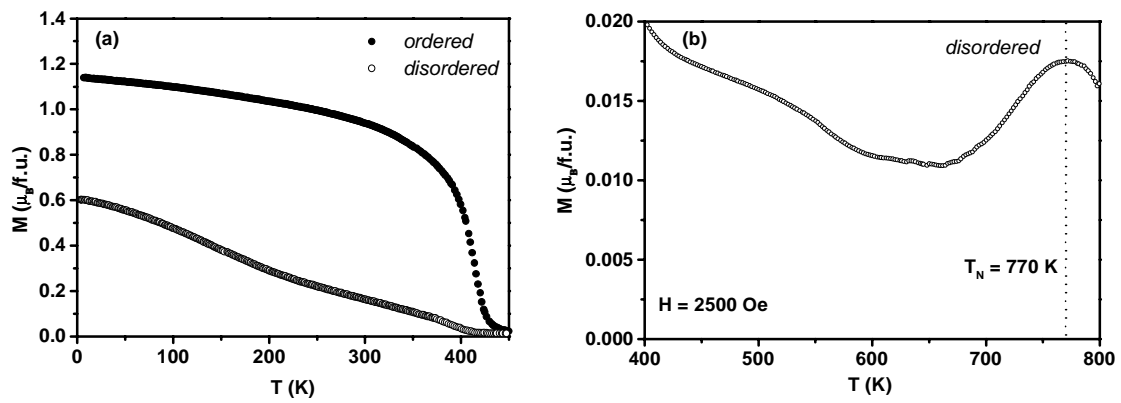 (a)
ordered
disordered
1.4
1.2
1.0
0.8
0.6
0.4
0.2
0.0
M (μB/f.u.)
0 100 200 300 400
T (K)
(b)
disordered
0.020
0.015
0.010
0.005
0.000
M (μB/f.u.)
TN = 770 K
H = 2500 Oe
400 500 600 700 800
T (K)